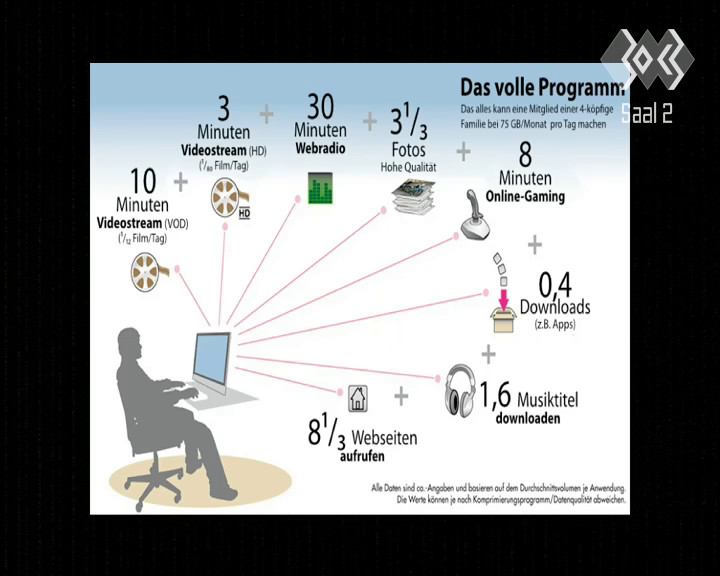 Das volle Programm
Das alles kann eine Mitglied einer 4-köpfige
Familie bei 75 GB/Monat pro Tag machen
Saal 2
10
Minuten
Videostream (VOD)
(1/12 Film/Tag)
3
Minuten
Videostream (HD)
(1/80 Film/Tag)
HD
30
Minuten
Webradio
3 1/3
Fotos
Hohe Qualität
8
Minuten
Online-Gaming
0,4
Downloads
(z.B. Apps)
1,6 Musiktitel
downloaden
8 1/3 Webseiten
aufrufen
Alle Daten sind ca.-Angaben und basieren auf dem Durchschnittsvolumen je Anwendung.
Die Werte können je nach Komprimierungsprogramm/Datenqualität abweichen.